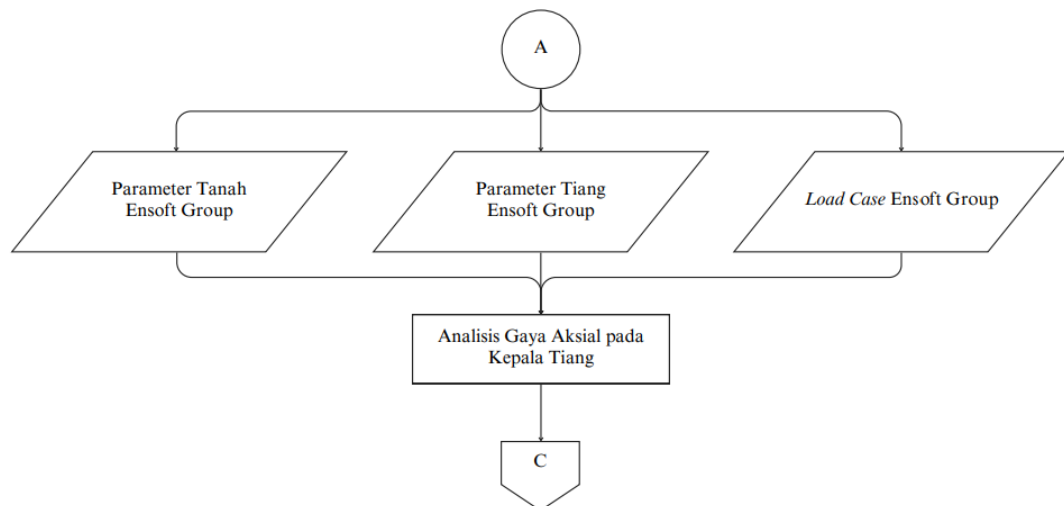 A
Parameter Tanah
Ensoft Group
Parameter Tiang
Ensoft Group
Load Case Ensoft Group
Analisis Gaya Aksial pada
Kepala Tiang
C